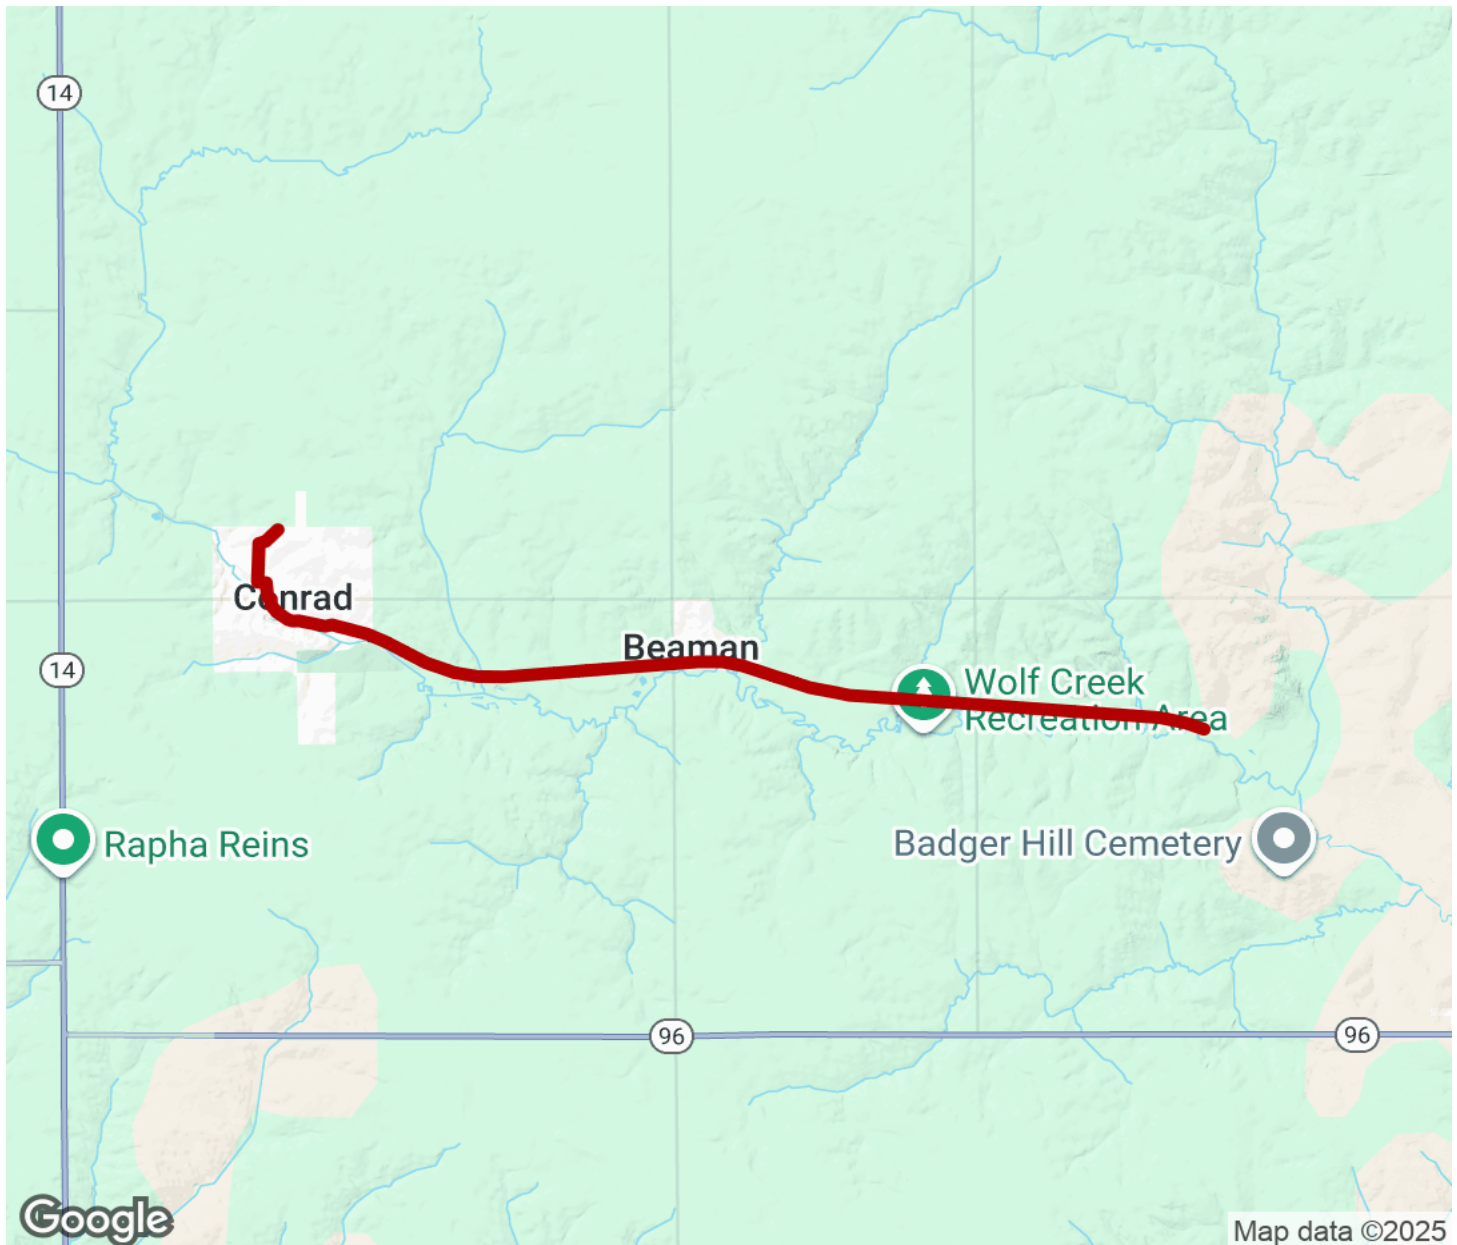 14
Conrad
Beaman
14
Wolf Creek
Recreation Area
Rapha Reins
Badger Hill Cemetery
96
96
Google
Map data ©2025